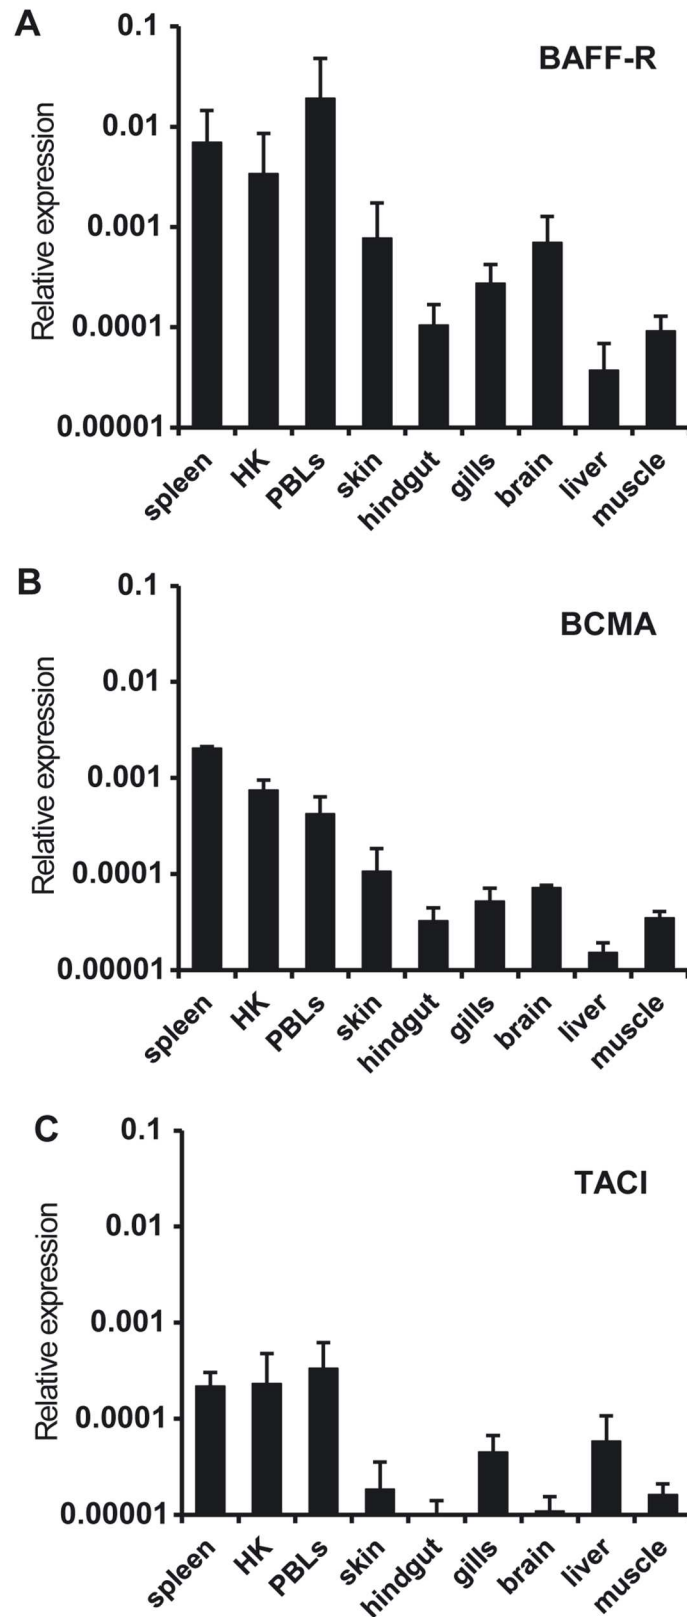 A
BAFF-R
Relative expression
0.1
0.01
0.001
0.0001
0.00001
spleen
HK
PBLs
skin
hindgut
gills
brain
liver
muscle
B
BCMA
Relative expression
0.1
0.01
0.001
0.0001
0.00001
spleen
HK
PBLs
skin
hindgut
gills
brain
liver
muscle
C
TACI
Relative expression
0.1
0.01
0.001
0.0001
0.00001
spleen
HK
PBLs
skin
hindgut
gills
brain
liver
muscle